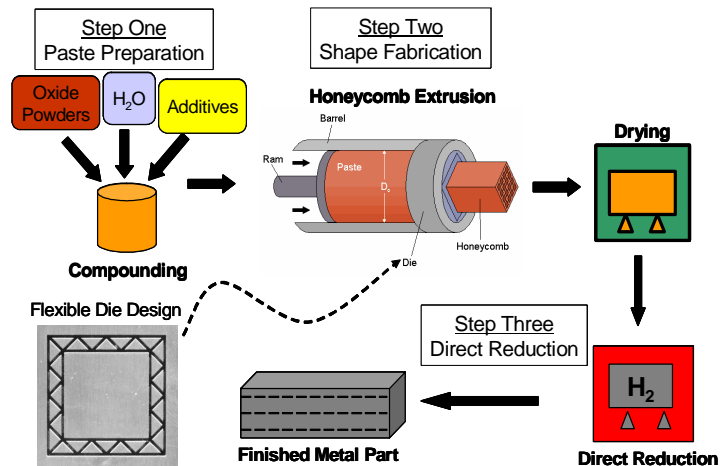 Step One
Paste Preparation
Step Two
Shape Fabrication
Oxide
Powders
H₂O
Additives
Compounding
Honeycomb Extrusion
Barrel
Ram
Paste
Dₒ
Die
Honeycomb
Drying
Flexible Die Design
Step Three
Direct Reduction
H₂
Direct Reduction
Finished Metal Part